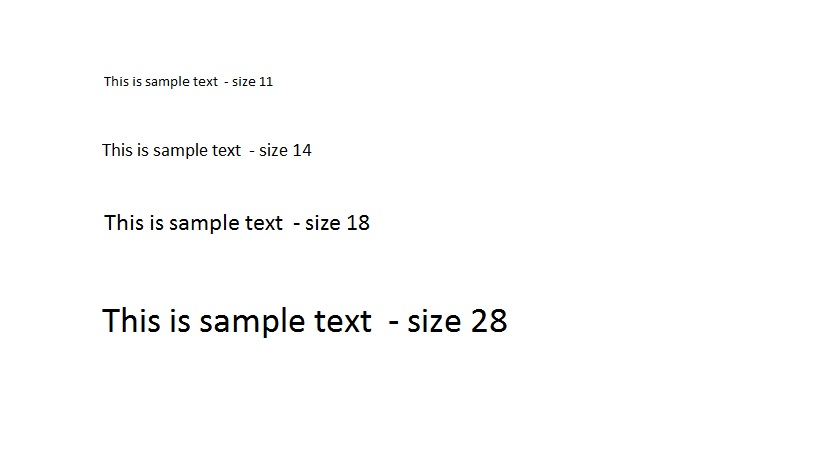 This is sample text  - size 11
This is sample text  - size 14
This is sample text  - size 18
This is sample text  - size 28